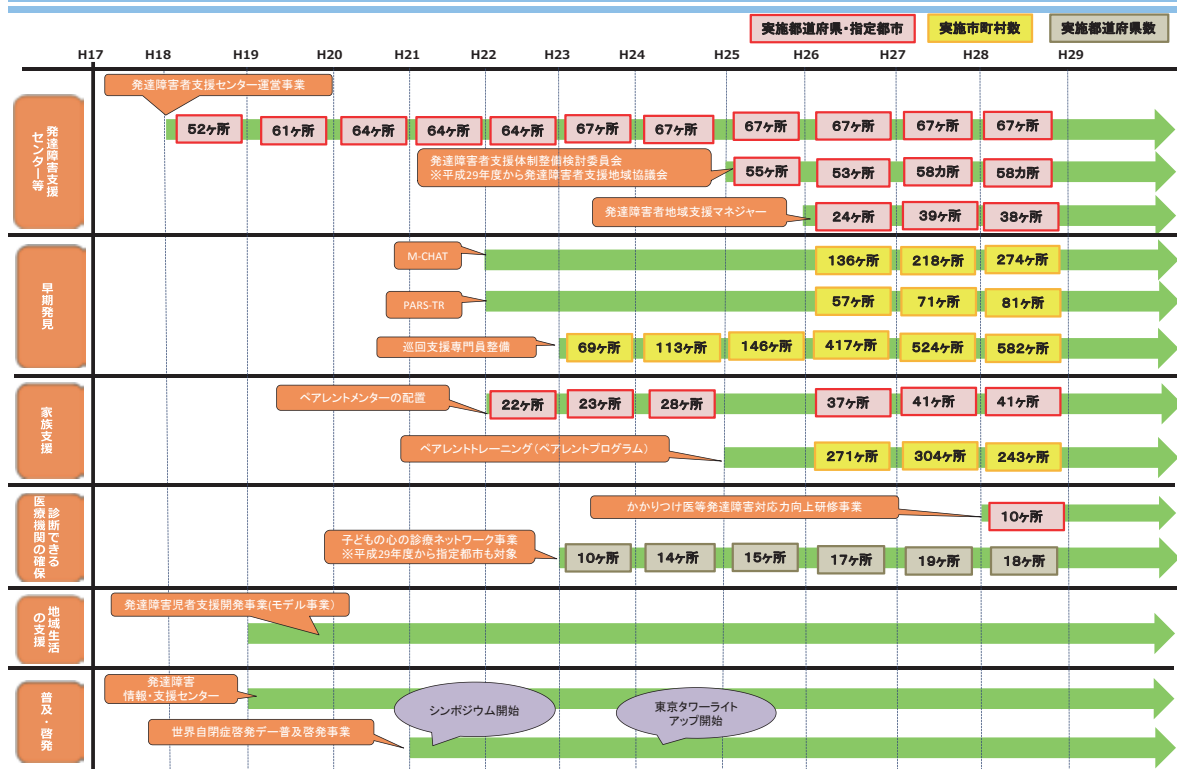 実施都道府県・指定都市
実施市町村数
実施都道府県数
H17
H18
H19
H20
H21
H22
H23
H24
H25
H26
H27
H28
H29
発達障害支援
センター等
発達障害者支援センター運営事業
52ヶ所
61ヶ所
64ヶ所
64ヶ所
64ヶ所
67ヶ所
67ヶ所
67ヶ所
67ヶ所
67ヶ所
67ヶ所
発達障害者支援体制整備検討委員会
※平成29年度から発達障害者支援地域協議会
55ヶ所
53ヶ所
58カ所
58カ所
発達障害者地域支援マネジャー
24ヶ所
39ヶ所
38ヶ所
早期発見
M-CHAT
136ヶ所
218ヶ所
274ヶ所
PARS-TR
57ヶ所
71ヶ所
81ヶ所
巡回支援専門員整備
69ヶ所
113ヶ所
146ヶ所
417ヶ所
524ヶ所
582ヶ所
家族支援
ペアレントメンターの配置
22ヶ所
23ヶ所
28ヶ所
37ヶ所
41ヶ所
41ヶ所
ペアレントトレーニング(ペアレントプログラム)
271ヶ所
304ヶ所
243ヶ所
診断できる
医療機関の確保
かかりつけ医等発達障害対応力向上研修事業
10ヶ所
子どもの心の診療ネットワーク事業
※平成29年度から指定都市も対象
10ヶ所
14ヶ所
15ヶ所
17ヶ所
19ヶ所
18ヶ所
地域生活
の支援
発達障害児者支援開発事業(モデル事業)
普及・啓発
発達障害
情報・支援センター
シンポジウム開始
東京タワーライト
アップ開始
世界自閉症啓発デー普及啓発事業